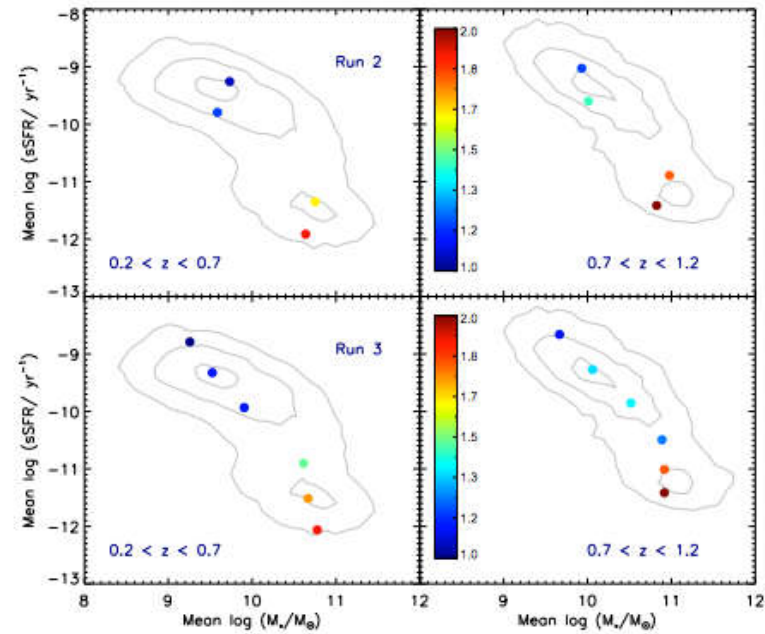 -8
-9
-10
-11
-12
-13
Mean log (sSFR/ yr⁻¹)
Run 2
0.2 < z < 0.7
2.0
1.8
1.7
1.5
1.3
1.2
1.0
0.7 < z < 1.2
-9
-10
-11
-12
-13
Mean log (sSFR/ yr⁻¹)
Run 3
0.2 < z < 0.7
2.0
1.8
1.7
1.5
1.3
1.2
1.0
0.7 < z < 1.2
8 9 10 11 12 9 10 11 12
Mean log (M*/M☉) Mean log (M*/M☉)